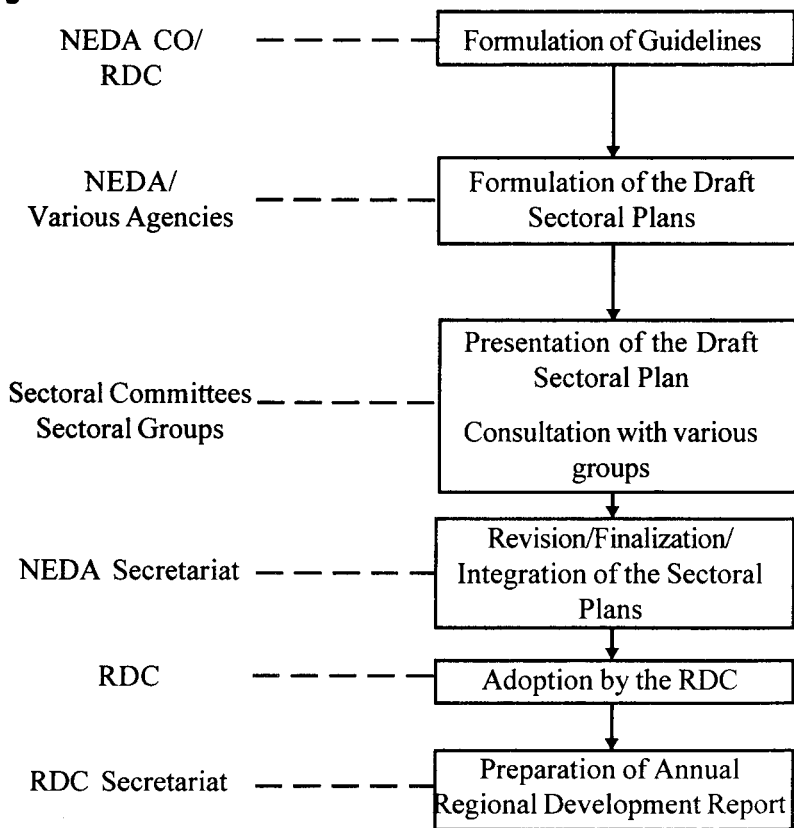 NEDA CO/
RDC
Formulation of Guidelines
NEDA/
Various Agencies
Formulation of the Draft
Sectoral Plans
Sectoral Committees
Sectoral Groups
Presentation of the Draft
Sectoral Plan
Consultation with various
groups
NEDA Secretariat
Revision/Finalization/
Integration of the Sectoral
Plans
RDC
Adoption by the RDC
RDC Secretariat
Preparation of Annual
Regional Development Report